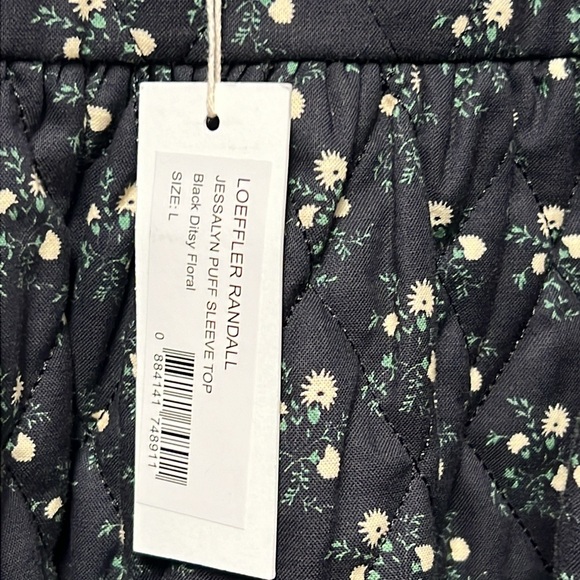 LOEFFLER RANDALL
JESSALYN PUFF SLEEVE TOP
Black Ditsy Floral
SIZE: L
0 884141 748911